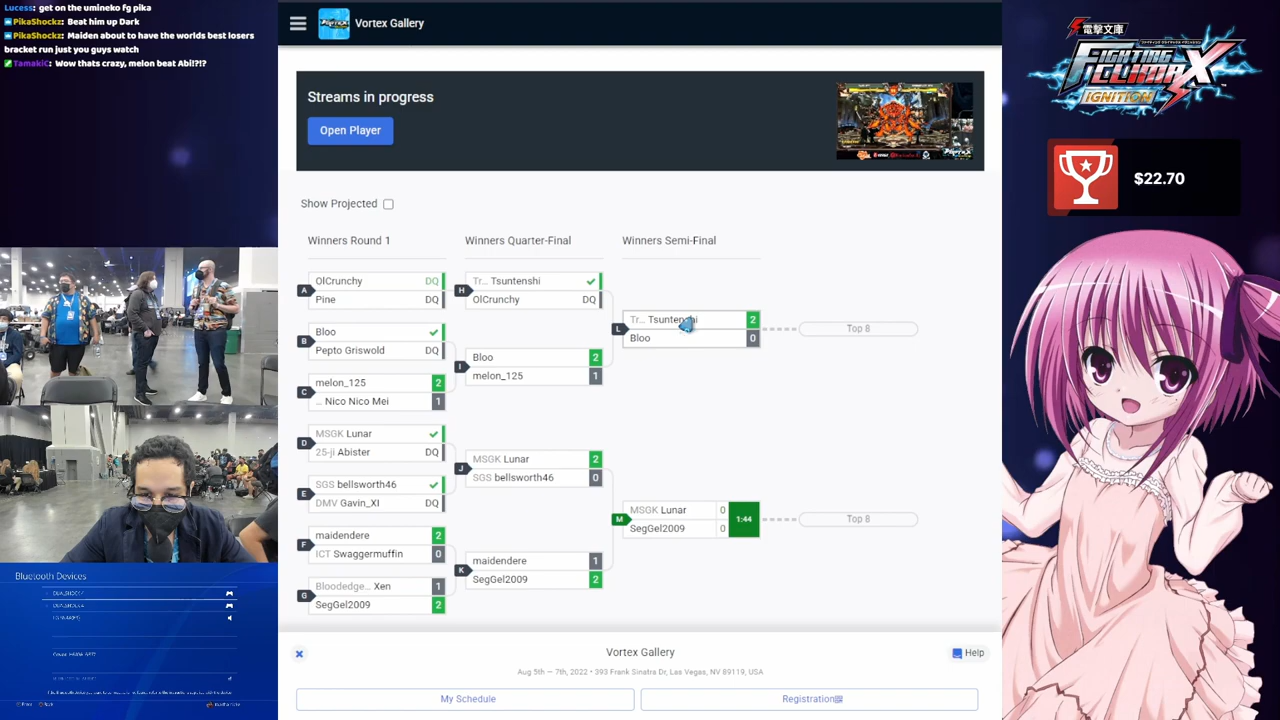 Lucess: get on the umineko fg pika
PikaShockz: Beat him up Dark
PikaShockz: Maiden about to have the worlds best losers
bracket run just you guys watch
TamakiC: Wow thats crazy, melon beat Abi!?!?
Vortex Gallery
Streams in progress
Open Player
Show Projected
Winners Round 1
Winners Quarter-Final
Winners Semi-Final
A
OlCrunchy DQ
Pine DQ
B
Bloo
Pepto Griswold DQ
C
melon_125 2
... Nico Nico Mei 1
D
MSGK Lunar
25-ji Abister DQ
E
SGS bellsworth46
DMV Gavin_XI DQ
F
maidendere 2
ICT Swaggermuffin 0
G
Bloodedge... Xen 1
SegGel2009 2
H
Tr... Tsuntenshi
OlCrunchy DQ
I
Bloo 2
melon_125 1
J
MSGK Lunar 2
SGS bellsworth46 0
K
maidendere 1
SegGel2009 2
L
Tr... Tsuntenshi 2
Bloo 0
Top 8
M
MSGK Lunar 0
SegGel2009 0
1:44
Top 8
Vortex Gallery
Help
Aug 5th — 7th, 2022 • 393 Frank Sinatra Dr, Las Vegas, NV 89119, USA
My Schedule
Registration
電撃文庫
FIGHTING
CLIMAX
IGNITION
$22.70
Bluetooth Devices